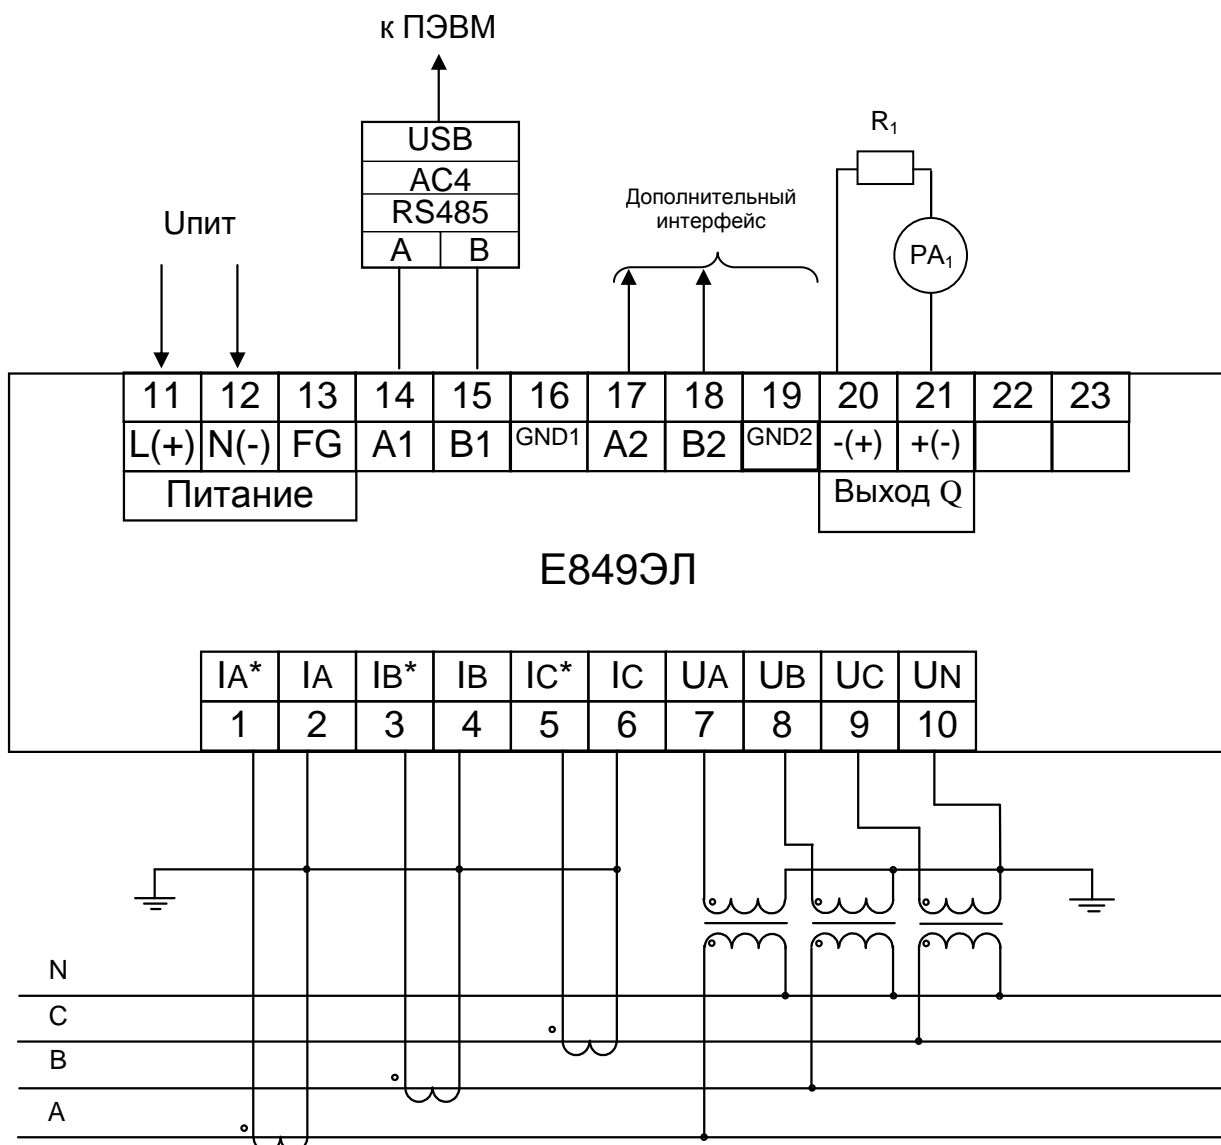 к ПЭВМ
USB
AC4
RS485
A B
R₁
Дополнительный
интерфейс
Uпит
PA₁
11 12 13 14 15 16 17 18 19 20 21 22 23
L(+) N(-) FG A1 B1 GND1 A2 B2 GND2 -(+) +(-)
Питание Выход Q
Е849ЭЛ
IA* IA IB* IB IC* IC UA UB UC UN
1 2 3 4 5 6 7 8 9 10
N
C
B
A